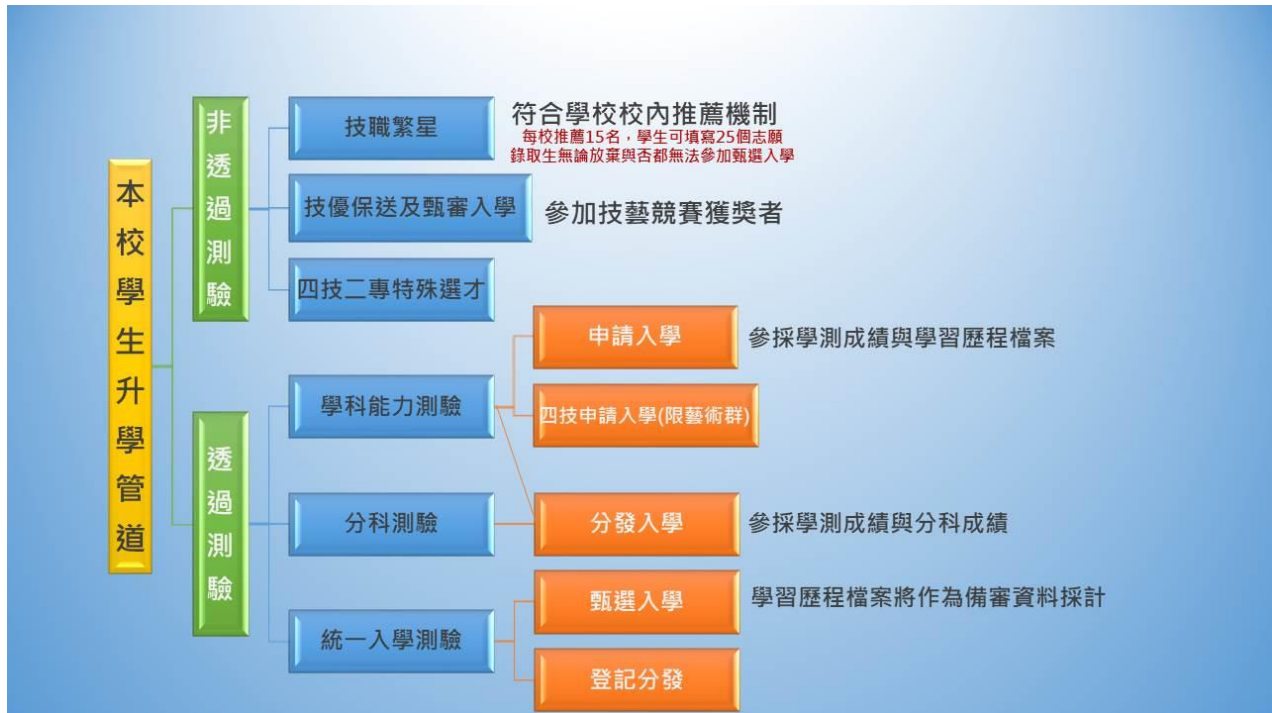 本校學生升學管道
非透過測驗
技職繁星
符合學校校內推薦機制
每校推薦15名，學生可填寫25個志願
錄取生無論放棄與否都無法參加甄選入學
技優保送及甄審入學
參加技藝競賽獲獎者
四技二專特殊選才
透過測驗
學科能力測驗
申請入學
參採學測成績與學習歷程檔案
四技申請入學(限藝術群)
分科測驗
分發入學
參採學測成績與分科成績
統一入學測驗
甄選入學
學習歷程檔案將作為備審資料採計
登記分發